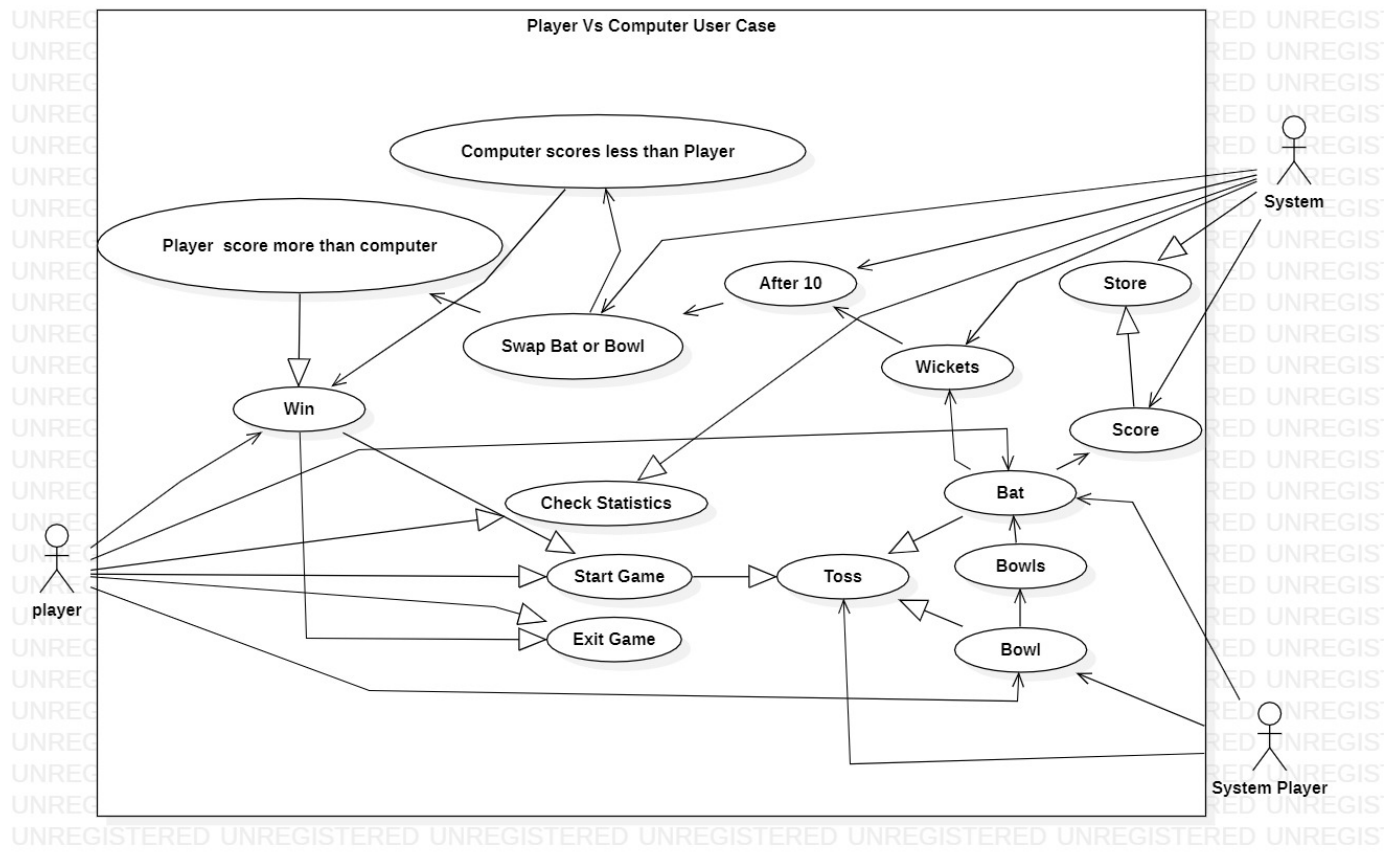 Player Vs Computer User Case
Computer scores less than Player
System
Player  score more than computer
After 10
Store
Swap Bat or Bowl
Wickets
Win
Score
Check Statistics
Bat
player
Start Game
Toss
Bowls
Exit Game
Bowl
System Player
UNREGISTERED UNREGISTERED UNREGISTERED UNREGISTERED UNREGISTERED UNREGISTERED UNREGIS